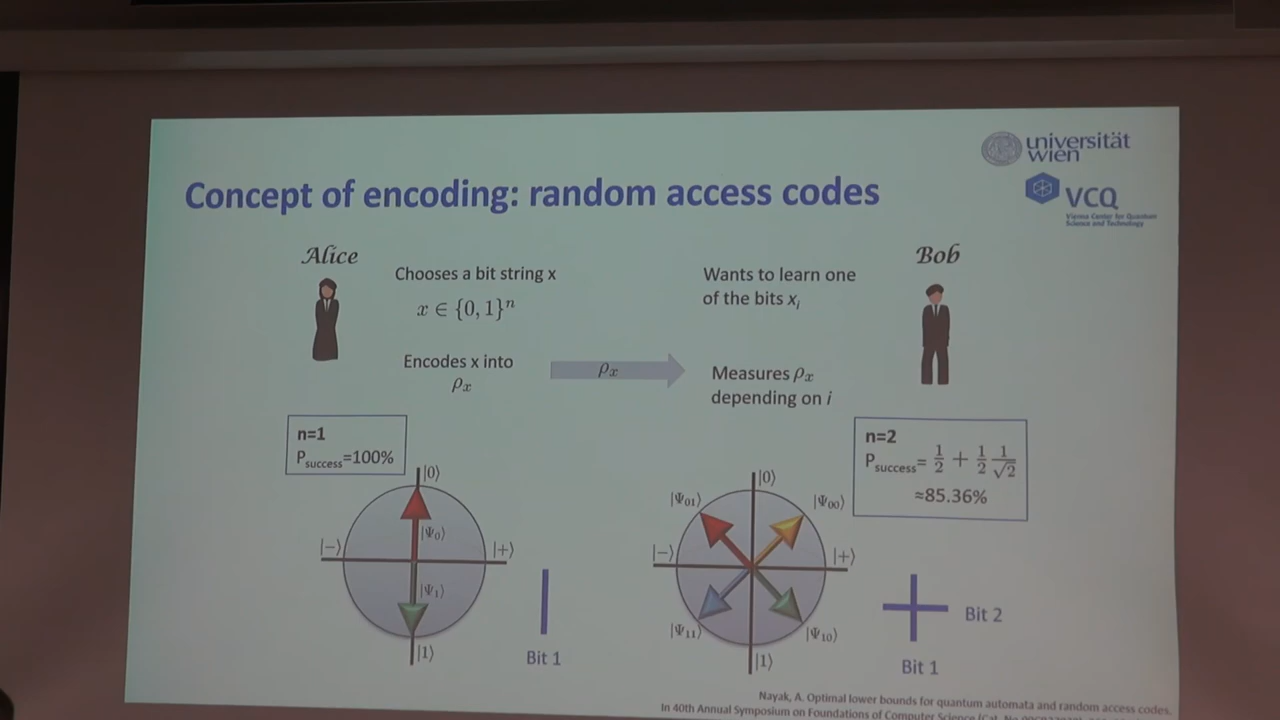 universität
wien
Concept of encoding: random access codes
VCQ
Vienna Center for Quantum
Science and Technology
Alice
Chooses a bit string x
x ∈ {0, 1}ⁿ
Encodes x into
ρₓ
ρₓ
Bob
Wants to learn one
of the bits xᵢ
Measures ρₓ
depending on i
n=1
P_success=100%
|0⟩
|Ψ₀⟩
|−⟩
|+⟩
|Ψ₁⟩
|1⟩
Bit 1
n=2
P_success= 1/2 + 1/2 1/√2
≈85.36%
|0⟩
|Ψ₀₁⟩
|Ψ₀₀⟩
|−⟩
|+⟩
|Ψ₁₁⟩
|Ψ₁₀⟩
|1⟩
Bit 2
Bit 1
Nayak, A. Optimal lower bounds for quantum automata and random access codes.
In 40th Annual Symposium on Foundations of Computer Science (Cat. No